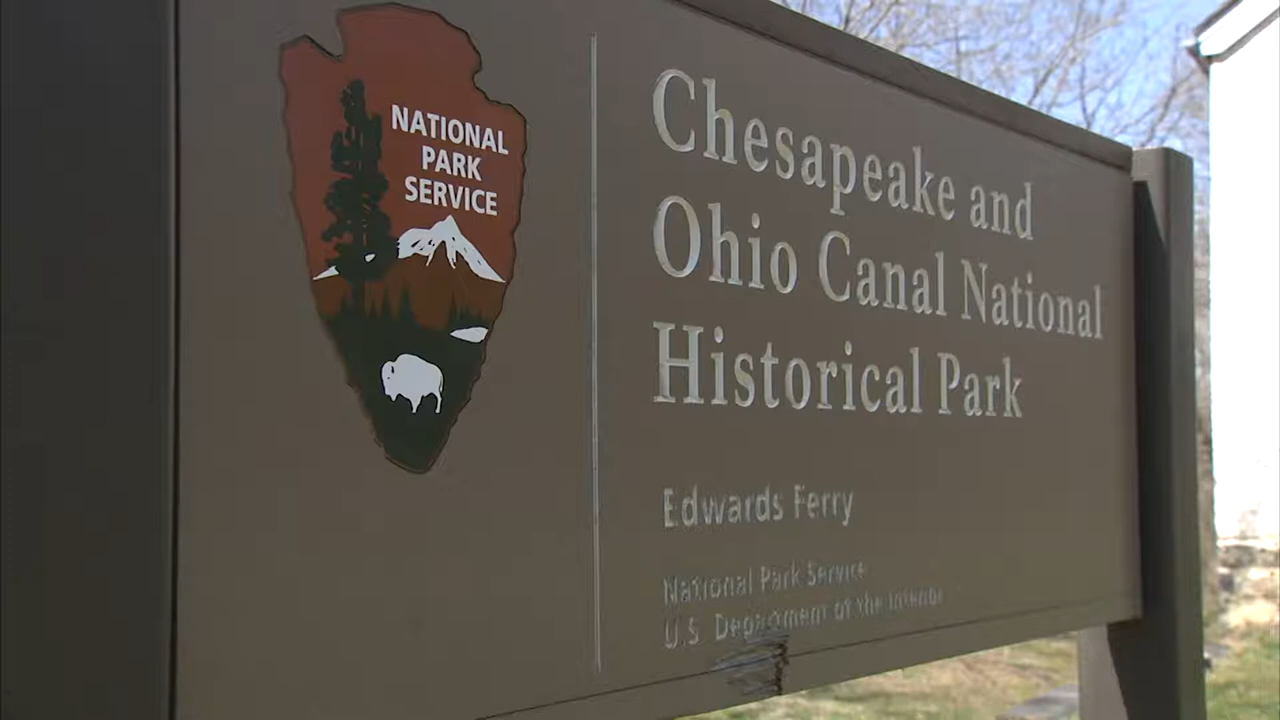 NATIONAL
PARK
SERVICE
Chesapeake and
Ohio Canal National
Historical Park
Edwards Ferry
National Park Service
U.S. Department of the Interior